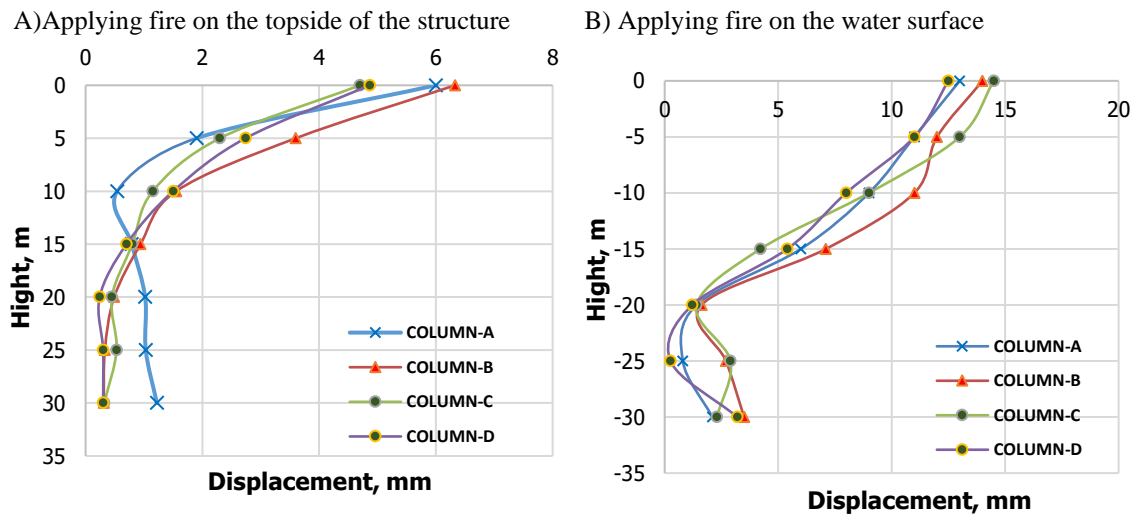 A)Applying fire on the topside of the structure
0 2 4 6 8
0
5
10
15
20
25
30
35
Hight, m
COLUMN-A
COLUMN-B
COLUMN-C
COLUMN-D
Displacement, mm
B) Applying fire on the water surface
0 5 10 15 20
0
-5
-10
-15
-20
-25
-30
-35
Hight, m
COLUMN-A
COLUMN-B
COLUMN-C
COLUMN-D
Displacement, mm